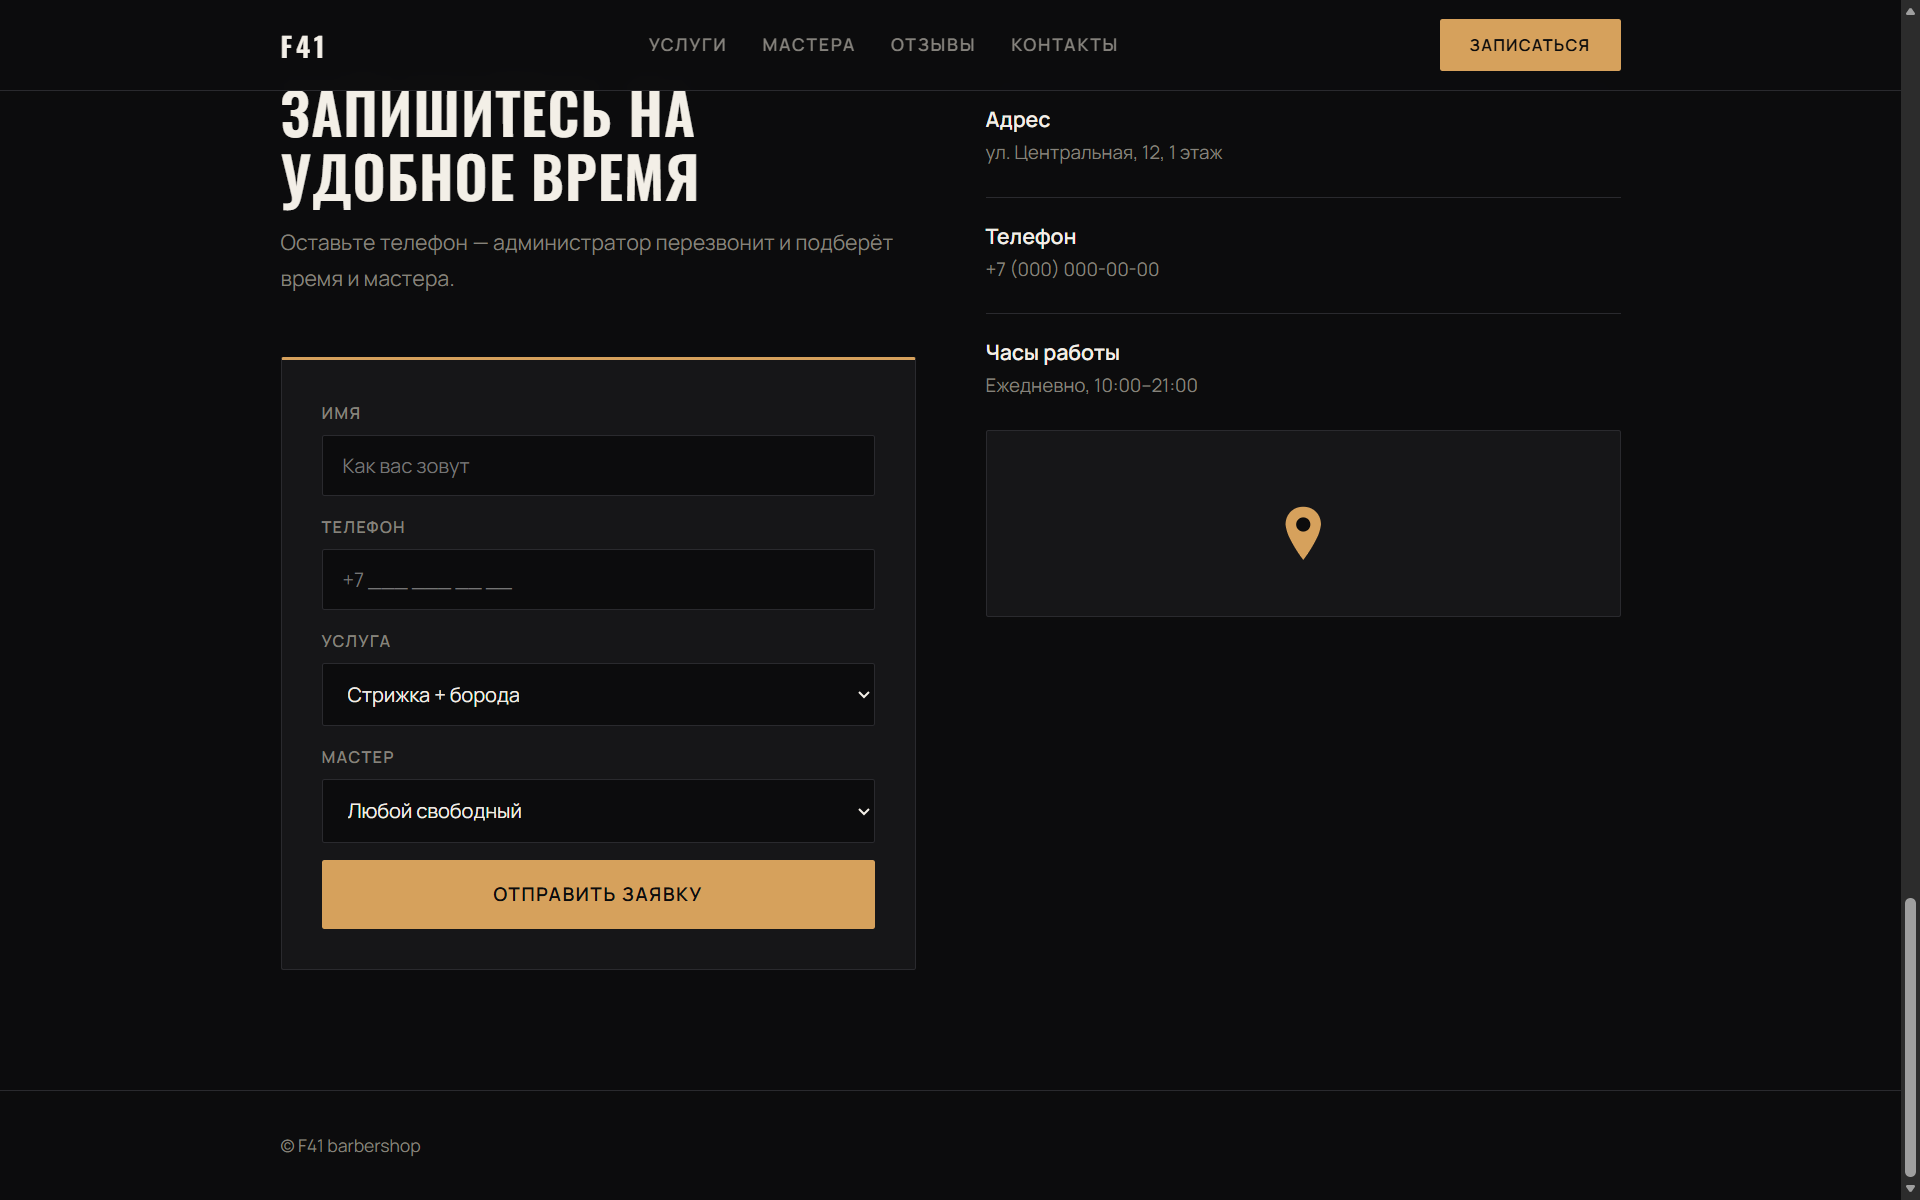 F41
УСЛУГИ
МАСТЕРА
ОТЗЫВЫ
КОНТАКТЫ
ЗАПИСАТЬСЯ
ЗАПИШИТЕСЬ НА
УДОБНОЕ ВРЕМЯ
Оставьте телефон — администратор перезвонит и подберёт
время и мастера.
ИМЯ
Как вас зовут
ТЕЛЕФОН
+7 ___ ___ __ __
УСЛУГА
Стрижка + борода
МАСТЕР
Любой свободный
ОТПРАВИТЬ ЗАЯВКУ
Адрес
ул. Центральная, 12, 1 этаж
Телефон
+7 (000) 000-00-00
Часы работы
Ежедневно, 10:00–21:00
© F41 barbershop